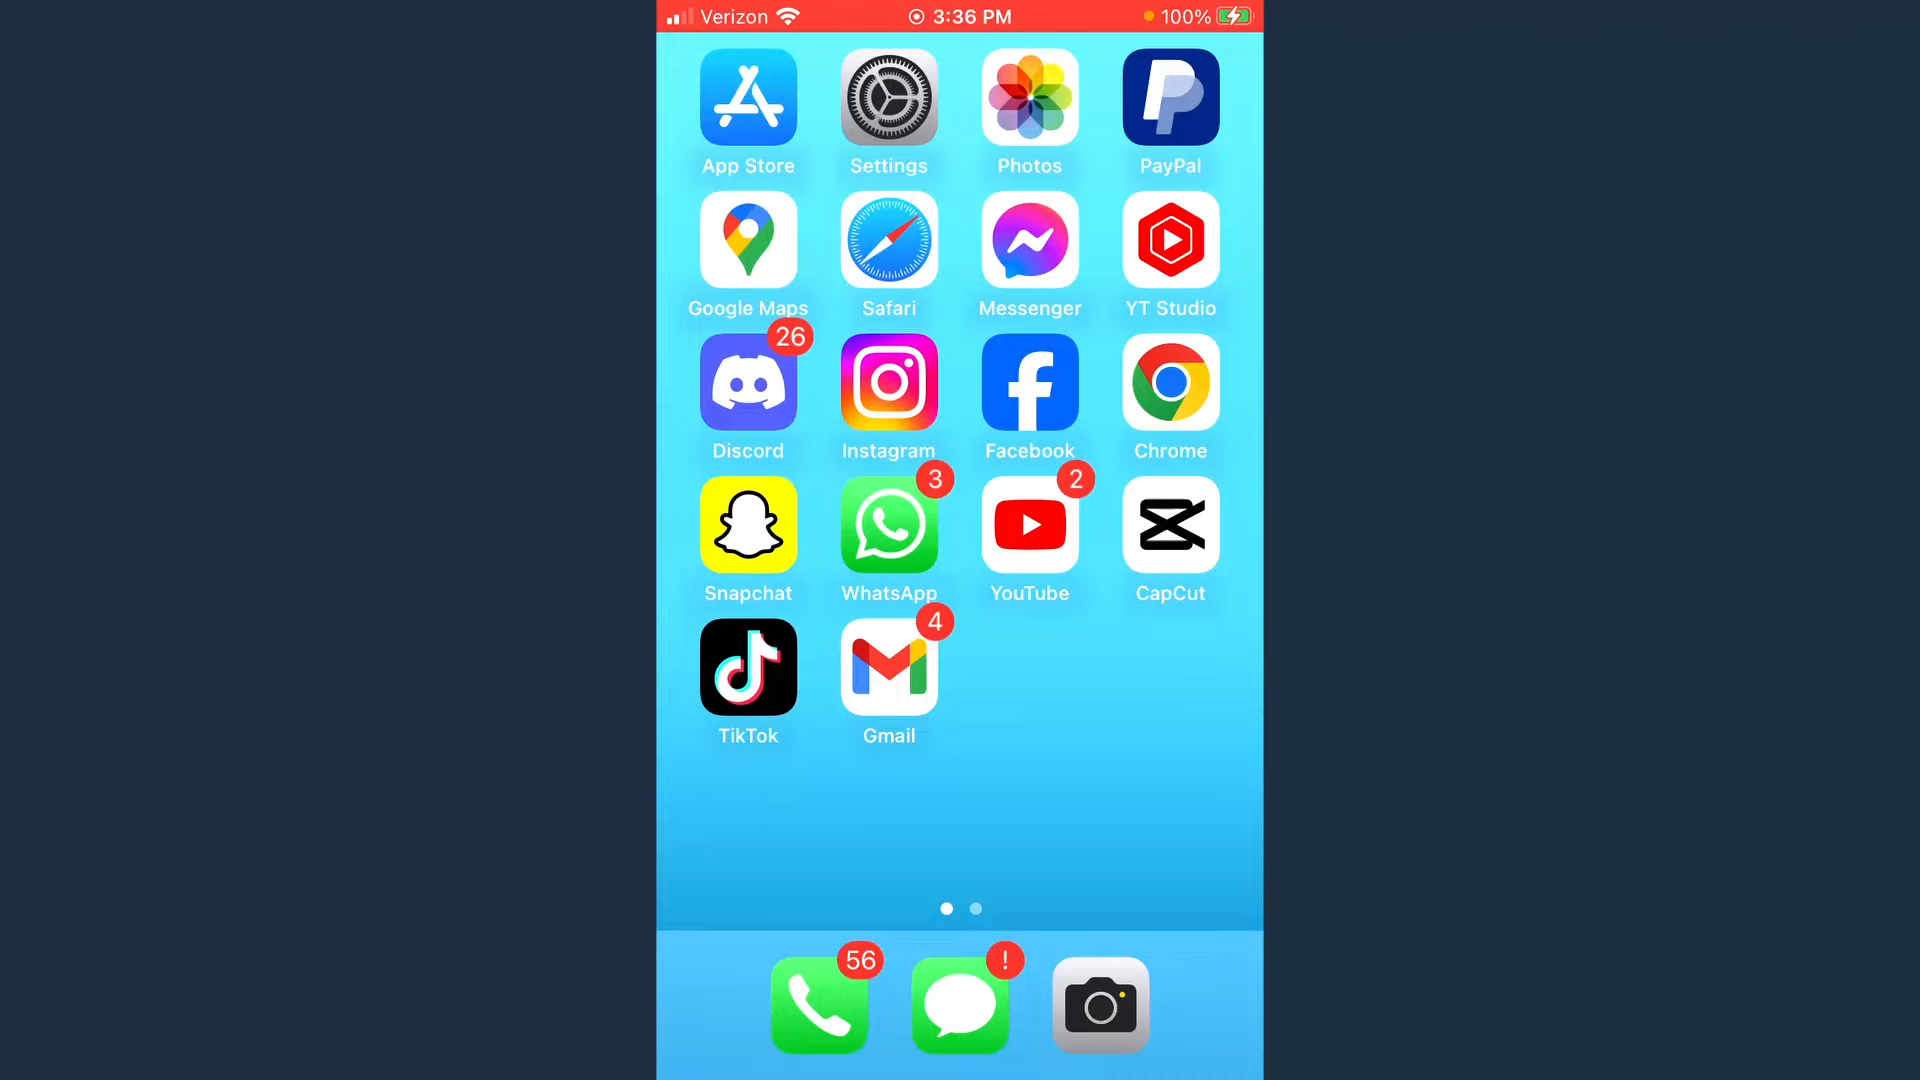 Verizon 3:36 PM 100%
App Store Settings Photos PayPal
Google Maps Safari Messenger YT Studio
26
Discord Instagram Facebook Chrome
3 2
Snapchat WhatsApp YouTube CapCut
4
TikTok Gmail
56 !